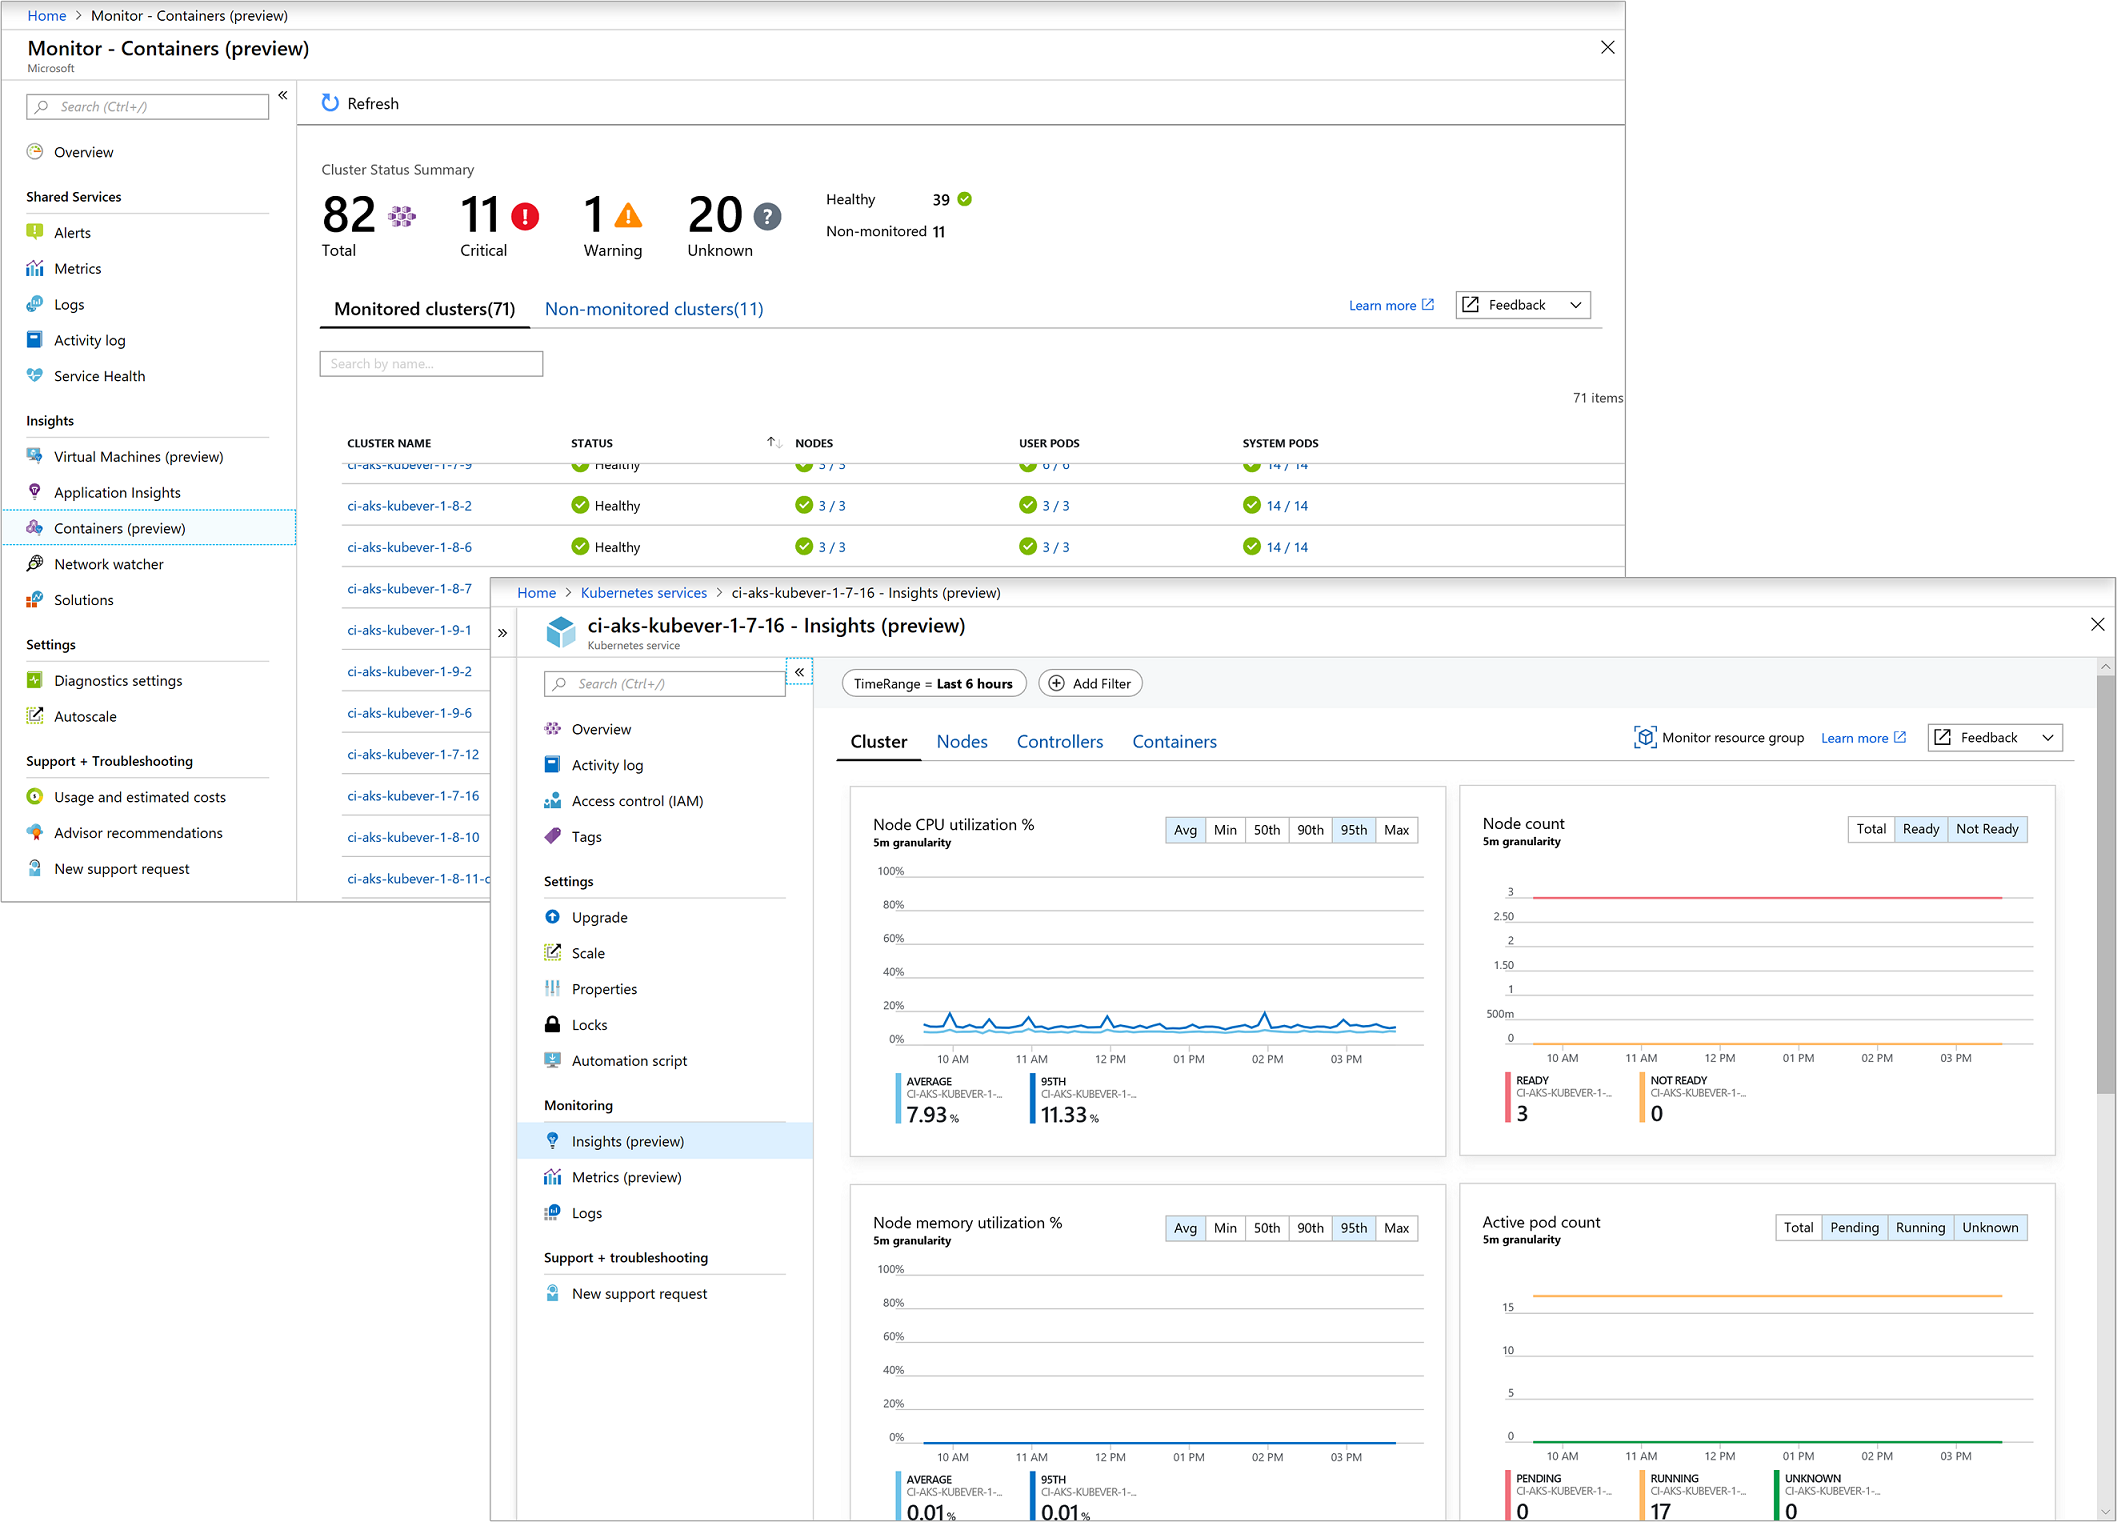 Home > Monitor - Containers (preview)
Monitor - Containers (preview)
Microsoft
Search (Ctrl+/)
«
Overview
Shared Services
Alerts
Metrics
Logs
Activity log
Service Health
Insights
Virtual Machines (preview)
Application Insights
Containers (preview)
Network watcher
Solutions
Settings
Diagnostics settings
Autoscale
Support + Troubleshooting
Usage and estimated costs
Advisor recommendations
New support request
Refresh
Cluster Status Summary
82 11 1 20
Total Critical Warning Unknown
Healthy 39
Non-monitored 11
Monitored clusters(71) Non-monitored clusters(11)
Learn more Feedback
Search by name...
71 items
CLUSTER NAME STATUS NODES USER PODS SYSTEM PODS
ci-aks-kubever-1-7-9 Healthy 3 / 3 6 / 6 14 / 14
ci-aks-kubever-1-8-2 Healthy 3 / 3 3 / 3 14 / 14
ci-aks-kubever-1-8-6 Healthy 3 / 3 3 / 3 14 / 14
ci-aks-kubever-1-8-7
ci-aks-kubever-1-9-1
ci-aks-kubever-1-9-2
ci-aks-kubever-1-9-6
ci-aks-kubever-1-7-12
ci-aks-kubever-1-7-16
ci-aks-kubever-1-8-10
ci-aks-kubever-1-8-11-c
Home > Kubernetes services > ci-aks-kubever-1-7-16 - Insights (preview)
»
ci-aks-kubever-1-7-16 - Insights (preview)
Kubernetes service
Search (Ctrl+/)
«
Overview
Activity log
Access control (IAM)
Tags
Settings
Upgrade
Scale
Properties
Locks
Automation script
Monitoring
Insights (preview)
Metrics (preview)
Logs
Support + troubleshooting
New support request
TimeRange = Last 6 hours Add Filter
Cluster Nodes Controllers Containers
Monitor resource group Learn more Feedback
Node CPU utilization %
5m granularity
Avg Min 50th 90th 95th Max
100%
80%
60%
40%
20%
0%
10 AM 11 AM 12 PM 01 PM 02 PM 03 PM
AVERAGE 95TH
CI-AKS-KUBEVER-1-... CI-AKS-KUBEVER-1-...
7.93 % 11.33 %
Node count
5m granularity
Total Ready Not Ready
3
2.50
2
1.50
1
500m
0
10 AM 11 AM 12 PM 01 PM 02 PM 03 PM
READY NOT READY
CI-AKS-KUBEVER-1-... CI-AKS-KUBEVER-1-...
3 0
Node memory utilization %
5m granularity
Avg Min 50th 90th 95th Max
100%
80%
60%
40%
20%
0%
10 AM 11 AM 12 PM 01 PM 02 PM 03 PM
AVERAGE 95TH
CI-AKS-KUBEVER-1-... CI-AKS-KUBEVER-1-...
0.01 % 0.01 %
Active pod count
5m granularity
Total Pending Running Unknown
15
10
5
0
10 AM 11 AM 12 PM 01 PM 02 PM 03 PM
PENDING RUNNING UNKNOWN
CI-AKS-KUBEVER-1-... CI-AKS-KUBEVER-1-... CI-AKS-KUBEVER-1-...
0 17 0